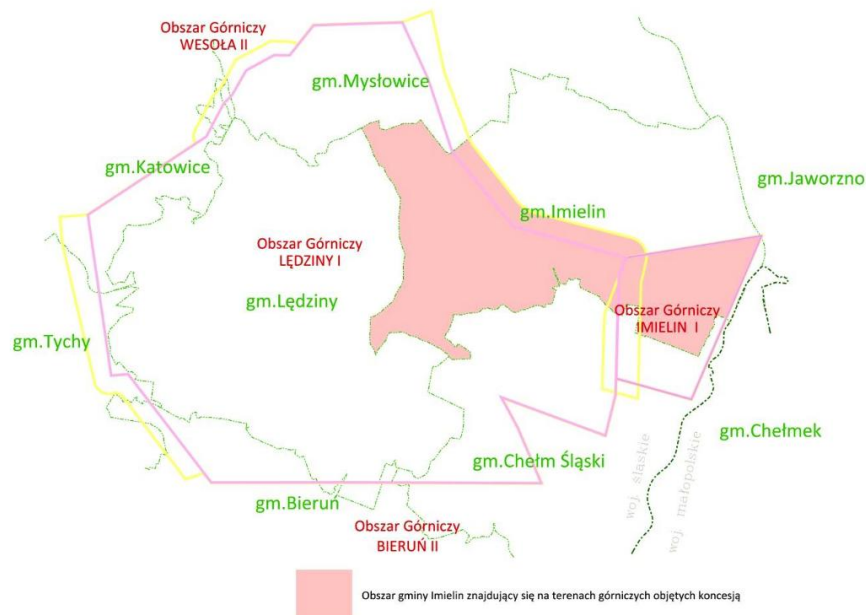 Obszar Górniczy
WESOŁA II
gm.Mysłowice
gm.Katowice
gm.Jaworzno
gm.Imielin
Obszar Górniczy
LĘDZINY I
gm.Lędziny
Obszar Górniczy
IMIELIN I
gm.Tychy
gm.Chełmek
gm.Chełm Śląski
woj śląskie
woj małopolskie
gm.Bieruń
Obszar Górniczy
BIERUŃ II
Obszar gminy Imielin znajdujący się na terenach górniczych objętych koncesją